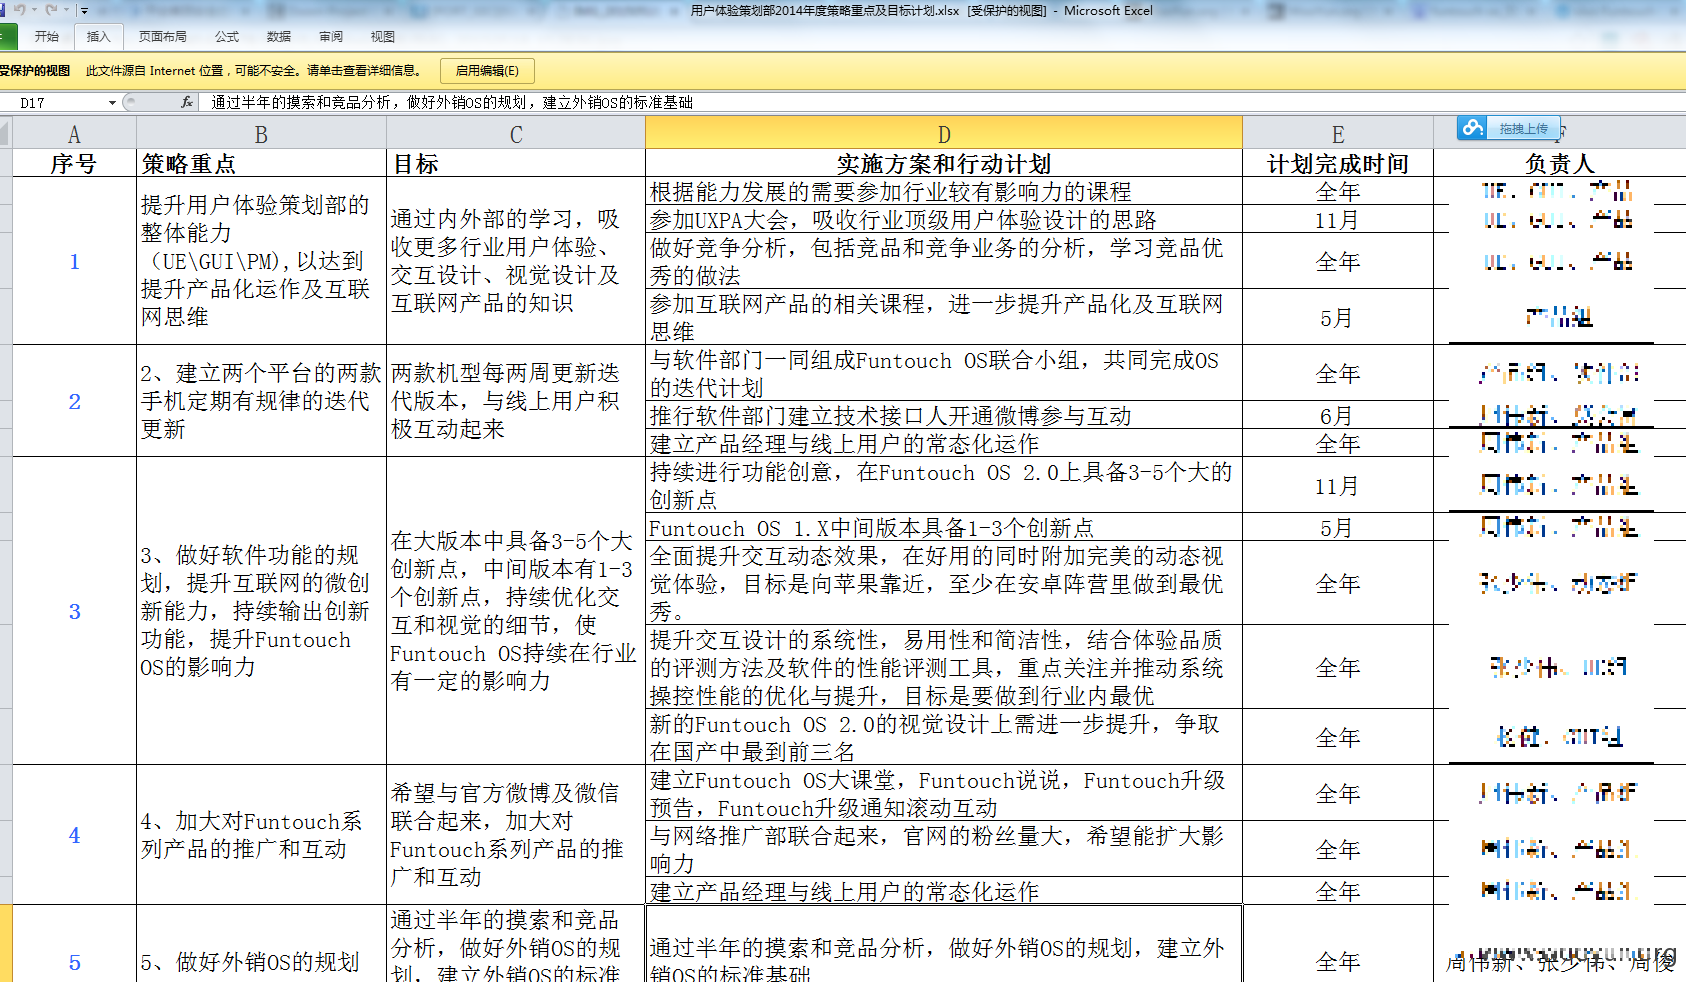 用户体验策划部2014年度策略重点及目标计划.xlsx [受保护的视图] - Microsoft Excel
开始 插入 页面布局 公式 数据 审阅 视图
受保护的视图 此文件源自 Internet 位置，可能不安全。请单击查看详细信息。 启用编辑(E)
D17 fx 通过半年的摸索和竞品分析，做好外销OS的规划，建立外销OS的标准基础
A B C D E F
拖拽上传
序号 策略重点 目标 实施方案和行动计划 计划完成时间 负责人
1
提升用户体验策划部的
整体能力
（UE\GUI\PM),以达到
提升产品化运作及互联
网思维
通过内外部的学习，吸
收更多行业用户体验、
交互设计、视觉设计及
互联网产品的知识
根据能力发展的需要参加行业较有影响力的课程 全年
参加UXPA大会，吸收行业顶级用户体验设计的思路 11月
做好竞争分析，包括竞品和竞争业务的分析，学习竞品优
秀的做法
全年
参加互联网产品的相关课程，进一步提升产品化及互联网
思维
5月
2
2、建立两个平台的两款
手机定期有规律的迭代
更新
两款机型每两周更新迭
代版本，与线上用户积
极互动起来
与软件部门一同组成Funtouch OS联合小组，共同完成OS
的迭代计划
全年
推行软件部门建立技术接口人开通微博参与互动 6月
建立产品经理与线上用户的常态化运作 全年
3
3、做好软件功能的规
划，提升互联网的微创
新能力，持续输出创新
功能，提升Funtouch
OS的影响力
在大版本中具备3-5个大
创新点，中间版本有1-3
个创新点，持续优化交
互和视觉的细节，使
Funtouch OS持续在行业
有一定的影响力
持续进行功能创意，在Funtouch OS 2.0上具备3-5个大的
创新点
11月
Funtouch OS 1.X中间版本具备1-3个创新点 5月
全面提升交互动态效果，在好用的同时附加完美的动态视
觉体验，目标是向苹果靠近，至少在安卓阵营里做到最优
秀。
全年
提升交互设计的系统性，易用性和简洁性，结合体验品质
的评测方法及软件的性能评测工具，重点关注并推动系统
操控性能的优化与提升，目标是要做到行业内最优
全年
新的Funtouch OS 2.0的视觉设计上需进一步提升，争取
在国产中最到前三名
全年
4
4、加大对Funtouch系
列产品的推广和互动
希望与官方微博及微信
联合起来，加大对
Funtouch系列产品的推
广和互动
建立Funtouch OS大课堂，Funtouch说说，Funtouch升级
预告，Funtouch升级通知滚动互动
全年
与网络推广部联合起来，官网的粉丝量大，希望能扩大影
响力
全年
建立产品经理与线上用户的常态化运作 全年
5
5、做好外销OS的规划
通过半年的摸索和竞品
分析，做好外销OS的规
划，建立外销OS的标准
通过半年的摸索和竞品分析，做好外销OS的规划，建立外
销OS的标准基础
全年
周伟新、张少伟、周俊